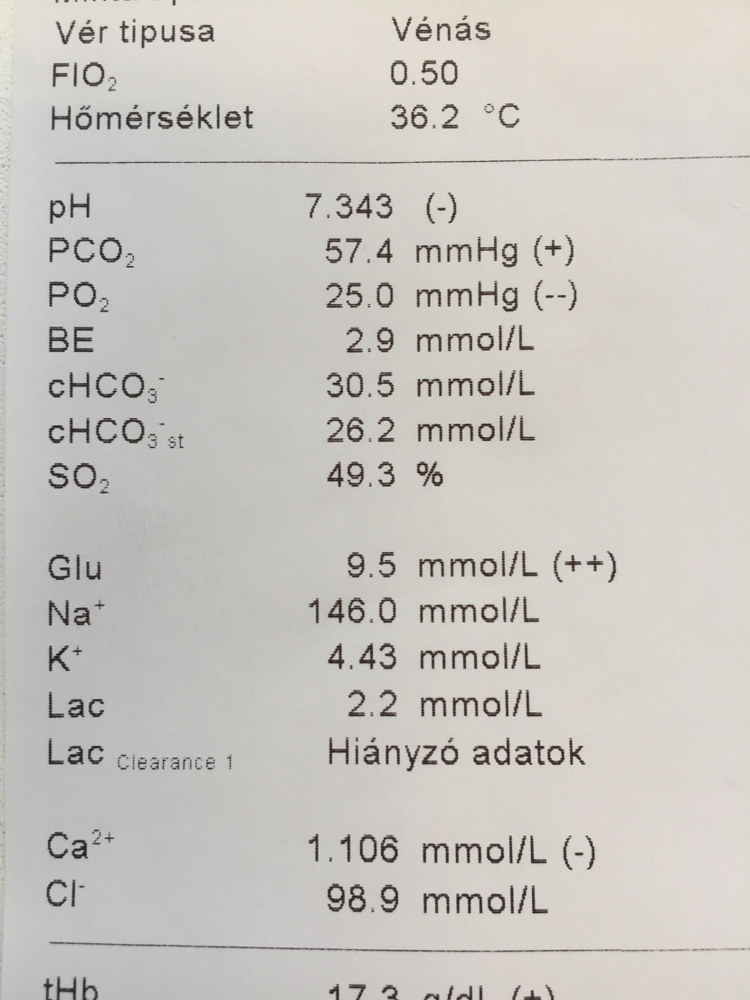 Vér tipusa Vénás
FIO₂ 0.50
Hőmérséklet 36.2 °C
pH 7.343 (-)
PCO₂ 57.4 mmHg (+)
PO₂ 25.0 mmHg (--)
BE 2.9 mmol/L
cHCO₃⁻ 30.5 mmol/L
cHCO₃⁻ st 26.2 mmol/L
SO₂ 49.3 %
Glu 9.5 mmol/L (++)
Na⁺ 146.0 mmol/L
K⁺ 4.43 mmol/L
Lac 2.2 mmol/L
Lac Clearance 1 Hiányzó adatok
Ca²⁺ 1.106 mmol/L (-)
Cl⁻ 98.9 mmol/L
tHb 17.3 g/dL (+)